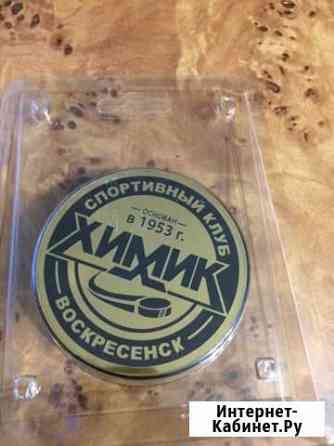 СПОРТИВНЫЙ КЛУБ
ОСНОВАН
в 1953 г.
ХИМИК
ВОСКРЕСЕНСК
Интернет-
Кабинет.Ру